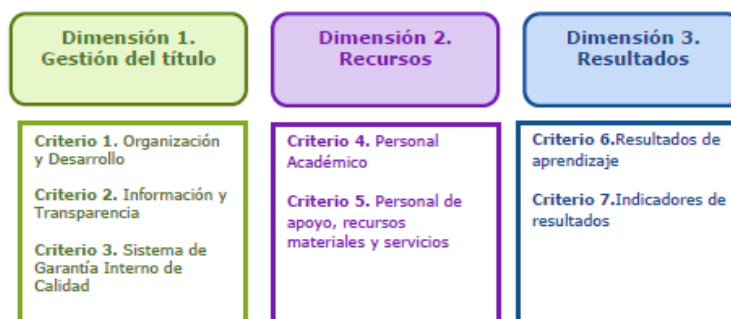 Dimensión 1.
Gestión del título
Criterio 1. Organización
y Desarrollo
Criterio 2. Información y
Transparencia
Criterio 3. Sistema de
Garantía Interno de
Calidad
Dimensión 2.
Recursos
Criterio 4. Personal
Académico
Criterio 5. Personal de
apoyo, recursos
materiales y servicios
Dimensión 3.
Resultados
Criterio 6.Resultados de
aprendizaje
Criterio 7.Indicadores de
resultados